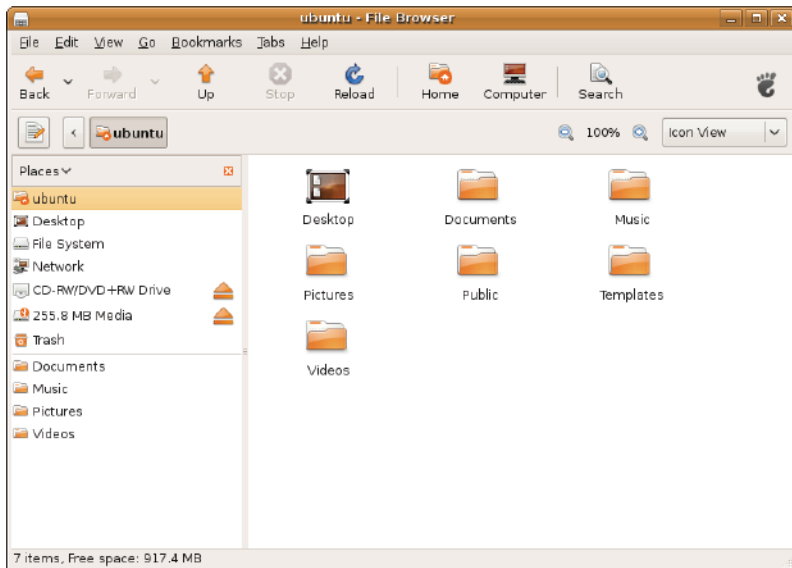 ubuntu - File Browser
File Edit View Go Bookmarks Tabs Help
Back Forward Up Stop Reload Home Computer Search
ubuntu 100% Icon View
Places
ubuntu
Desktop
File System
Network
CD-RW/DVD+RW Drive
255.8 MB Media
Trash
Documents
Music
Pictures
Videos
Desktop Documents Music
Pictures Public Templates
Videos
7 items, Free space: 917.4 MB